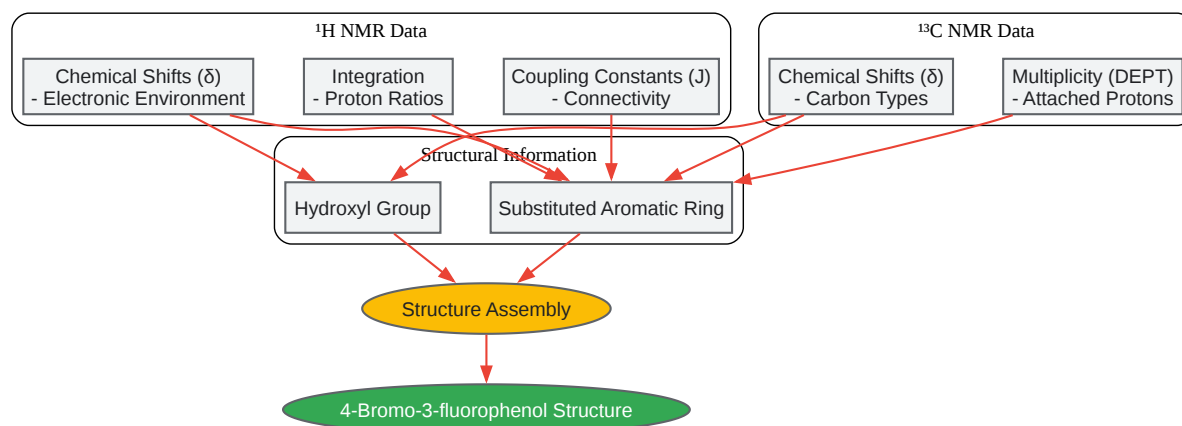 ¹H NMR Data
Chemical Shifts (δ)
- Electronic Environment
Integration
- Proton Ratios
Coupling Constants (J)
- Connectivity
¹³C NMR Data
Chemical Shifts (δ)
- Carbon Types
Multiplicity (DEPT)
- Attached Protons
Structural Information
Hydroxyl Group
Substituted Aromatic Ring
Structure Assembly
4-Bromo-3-fluorophenol Structure